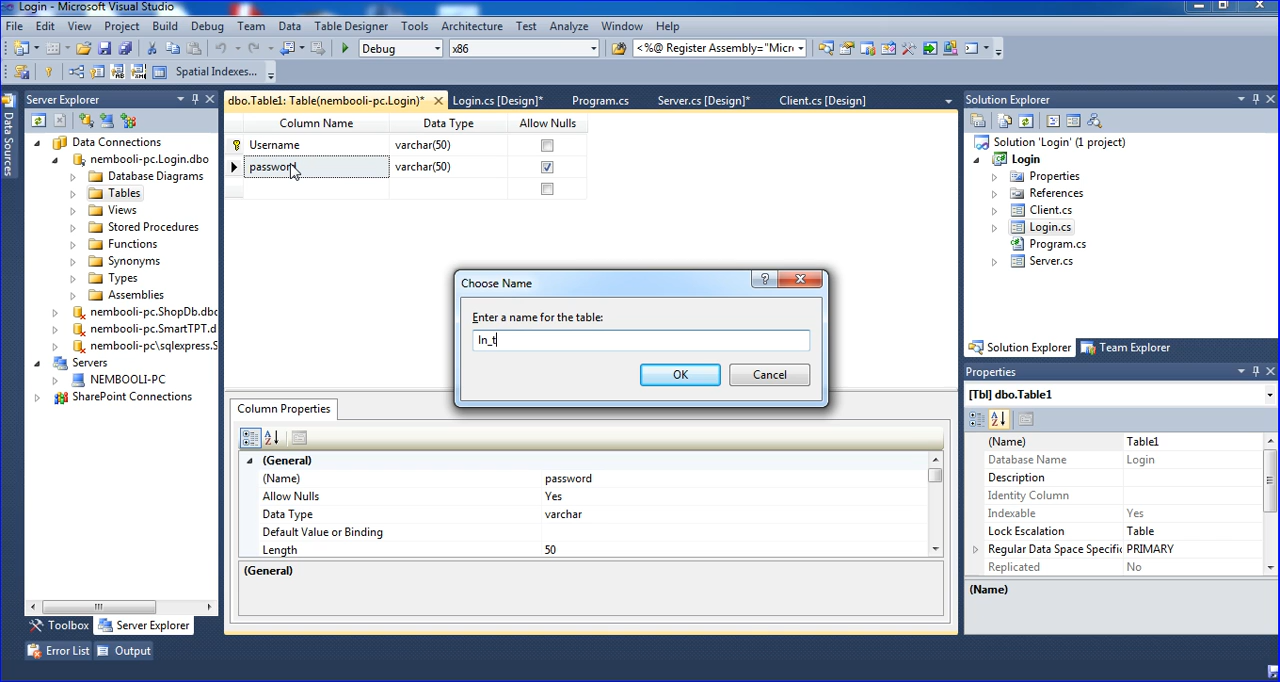 Login - Microsoft Visual Studio
File Edit View Project Build Debug Team Data Table Designer Tools Architecture Test Analyze Window Help
Debug x86 <%@ Register Assembly="Micr
Spatial Indexes...
Data Sources
Server Explorer
Data Connections
nembooli-pc.Login.dbo
Database Diagrams
Tables
Views
Stored Procedures
Functions
Synonyms
Types
Assemblies
nembooli-pc.ShopDb.dbo
nembooli-pc.SmartTPT.d
nembooli-pc\sqlexpress.S
Servers
NEMBOOLI-PC
SharePoint Connections
Toolbox Server Explorer
Error List Output
dbo.Table1: Table(nembooli-pc.Login)* Login.cs [Design]* Program.cs Server.cs [Design]* Client.cs [Design]
Column Name Data Type Allow Nulls
Username varchar(50)
password varchar(50)
Choose Name
Enter a name for the table:
ln_t
OK Cancel
Column Properties
(General)
(Name) password
Allow Nulls Yes
Data Type varchar
Default Value or Binding
Length 50
(General)
Solution Explorer
Solution 'Login' (1 project)
Login
Properties
References
Client.cs
Login.cs
Program.cs
Server.cs
Solution Explorer Team Explorer
Properties
[Tbl] dbo.Table1
(Name) Table1
Database Name Login
Description
Identity Column
Indexable Yes
Lock Escalation Table
Regular Data Space Specific PRIMARY
Replicated No
(Name)